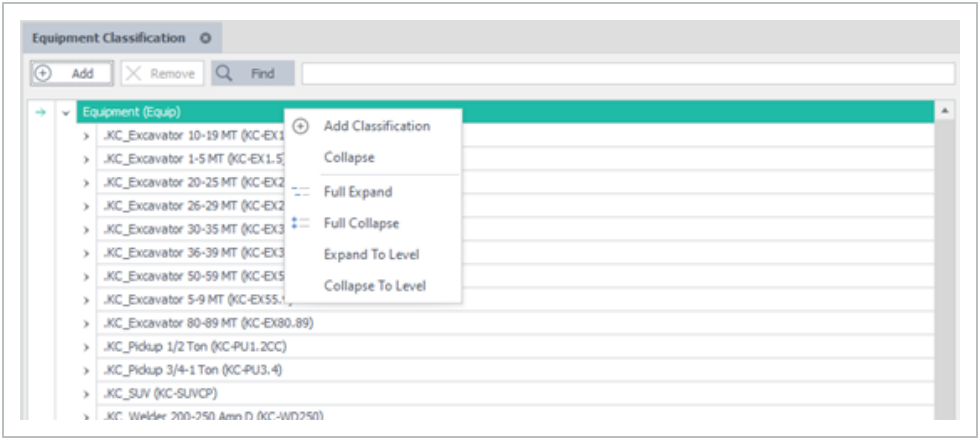 Equipment Classification
Add Remove Find
Equipment (Equip)
.KC_Excavator 10-19 MT (KC-EX1
.KC_Excavator 1-5 MT (KC-EX1.5)
.KC_Excavator 20-25 MT (KC-EX2
.KC_Excavator 26-29 MT (KC-EX2
.KC_Excavator 30-35 MT (KC-EX3
.KC_Excavator 36-39 MT (KC-EX3
.KC_Excavator 50-59 MT (KC-EX5
.KC_Excavator 5-9 MT (KC-EX55.
.KC_Excavator 80-89 MT (KC-EX80.89)
.KC_Pickup 1/2 Ton (KC-PU1.2CC)
.KC_Pickup 3/4-1 Ton (KC-PU3.4)
.KC_SUV (KC-SUVCP)
.KC_Welder 200-250 Amp D (KC-WD250)
Add Classification
Collapse
Full Expand
Full Collapse
Expand To Level
Collapse To Level